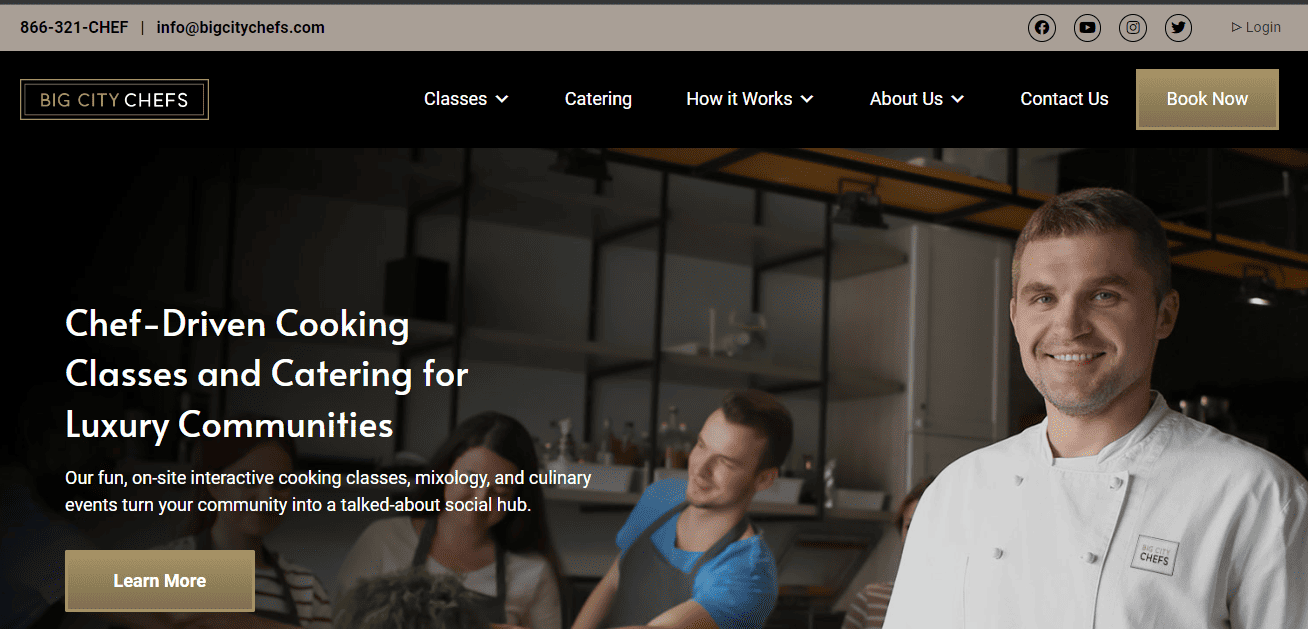 866-321-CHEF | info@bigcitychefs.com
▷ Login
BIG CITY CHEFS
Classes
Catering
How it Works
About Us
Contact Us
Book Now
Chef-Driven Cooking
Classes and Catering for
Luxury Communities
Our fun, on-site interactive cooking classes, mixology, and culinary
events turn your community into a talked-about social hub.
Learn More
BIG CITY
CHEFS